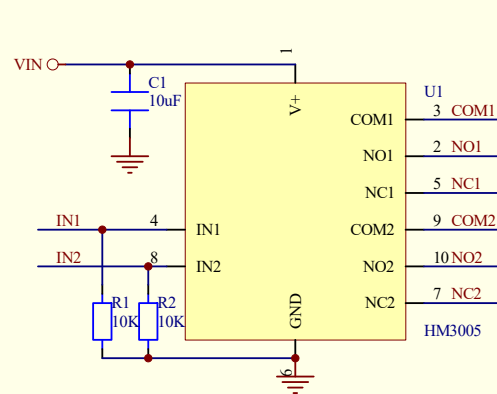 1
VIN
C1
10uF
V+
U1
COM1 3 COM1
NO1 2 NO1
NC1 5 NC1
IN1 4 IN1
COM2 9 COM2
IN2 8 IN2
NO2 10 NO2
NC2 7 NC2
R1 R2
10K 10K
GND
HM3005
6